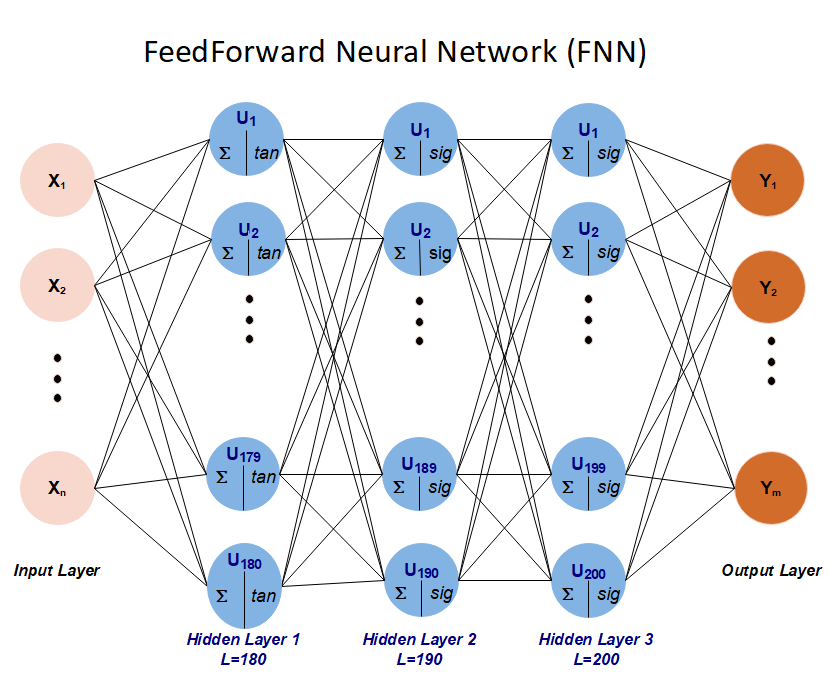 FeedForward Neural Network (FNN)
X1
X2
Xn
Input Layer
U1
Σ tan
U2
Σ tan
U179
Σ tan
U180
Σ tan
Hidden Layer 1
L=180
U1
Σ sig
U2
Σ sig
U189
Σ sig
U190
Σ sig
Hidden Layer 2
L=190
U1
Σ sig
U2
Σ sig
U199
Σ sig
U200
Σ sig
Hidden Layer 3
L=200
Y1
Y2
Ym
Output Layer